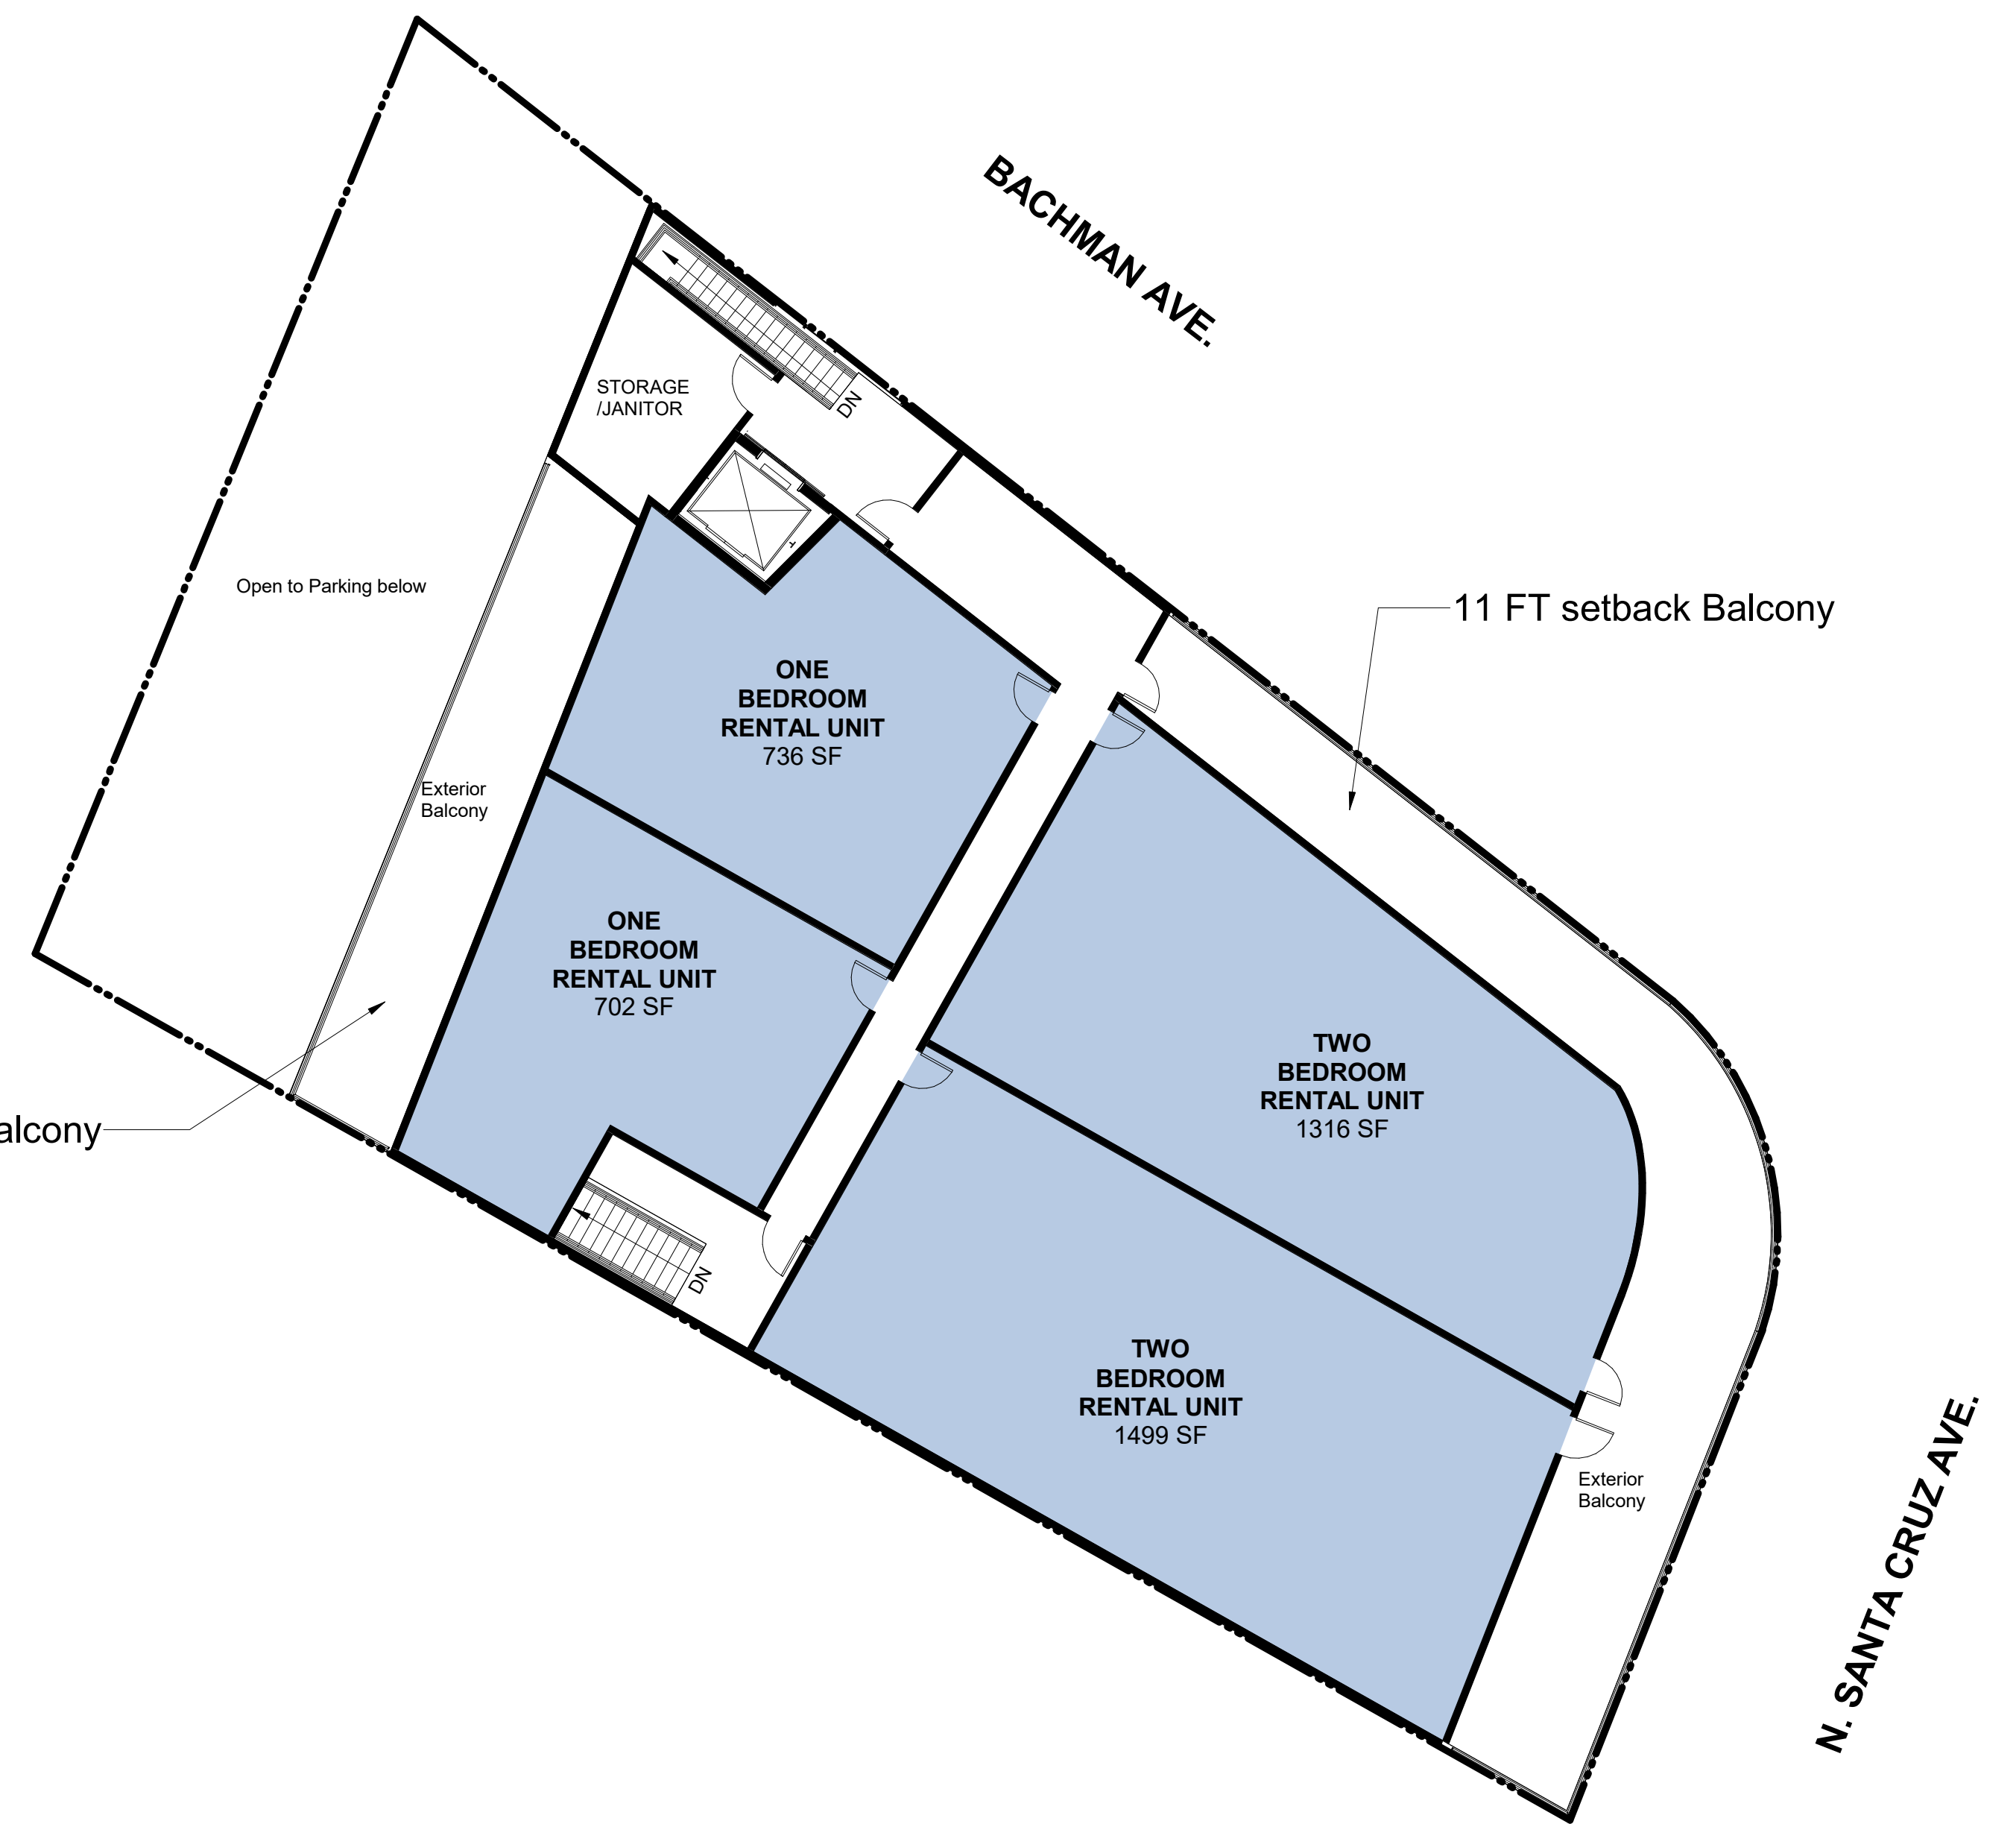 BACHMAN AVE.
STORAGE
/JANITOR
DN
Open to Parking below
11 FT setback Balcony
ONE
BEDROOM
RENTAL UNIT
736 SF
Exterior
Balcony
ONE
BEDROOM
RENTAL UNIT
702 SF
TWO
BEDROOM
RENTAL UNIT
1316 SF
alcony
DN
TWO
BEDROOM
RENTAL UNIT
1499 SF
Exterior
Balcony
N. SANTA CRUZ AVE.